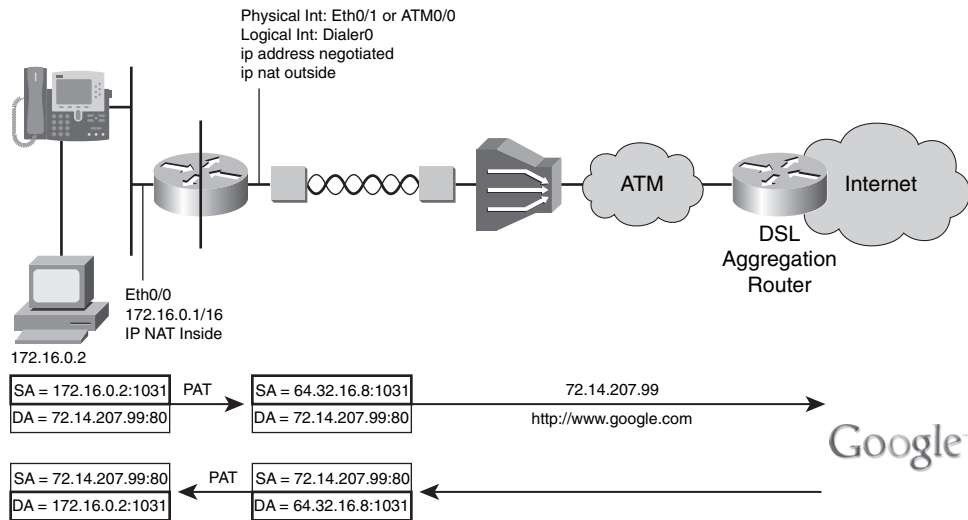 Physical Int: Eth0/1 or ATM0/0
Logical Int: Dialer0
ip address negotiated
ip nat outside
ATM
Internet
DSL
Aggregation
Router
Eth0/0
172.16.0.1/16
IP NAT Inside
172.16.0.2
SA = 172.16.0.2:1031
DA = 72.14.207.99:80
PAT
SA = 64.32.16.8:1031
DA = 72.14.207.99:80
72.14.207.99
http://www.google.com
Google
SA = 72.14.207.99:80
DA = 172.16.0.2:1031
PAT
SA = 72.14.207.99:80
DA = 64.32.16.8:1031